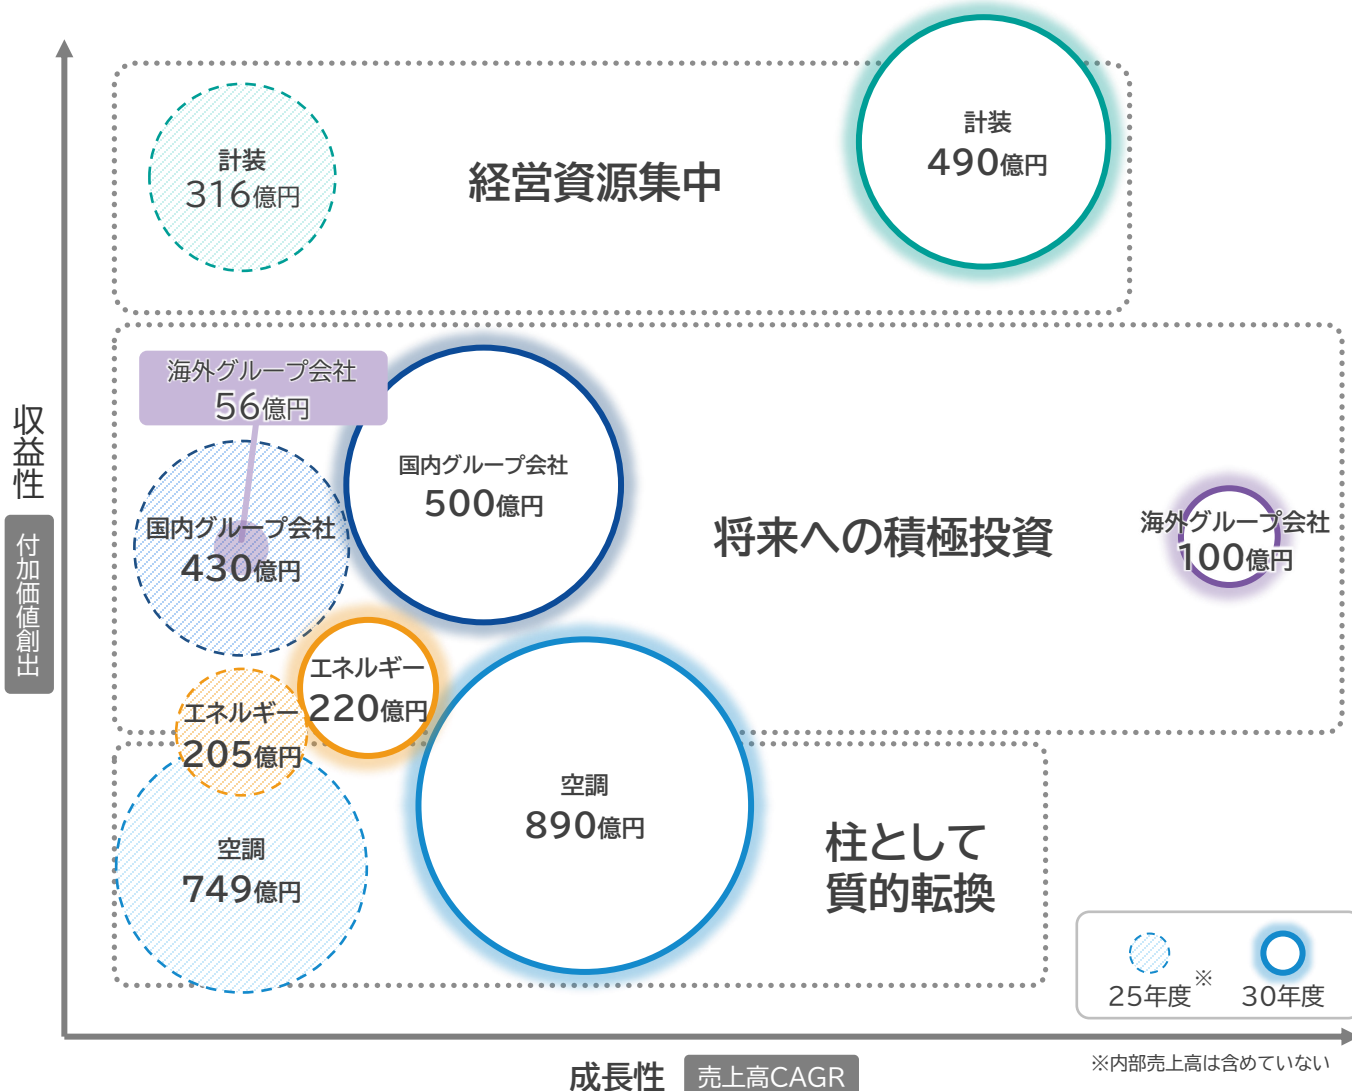 計装
316億円
経営資源集中
計装
490億円
海外グループ会社
56億円
国内グループ会社
430億円
国内グループ会社
500億円
将来への積極投資
海外グループ会社
100億円
エネルギー
205億円
エネルギー
220億円
空調
749億円
空調
890億円
柱として
質的転換
収益性
付加価値創出
25年度※
30年度
成長性
売上高CAGR
※内部売上高は含めていない